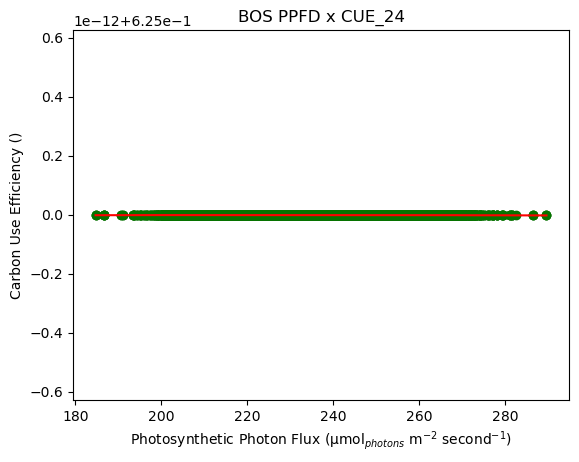 BOS PPFD x CUE_24
1e−12+6.25e−1
0.6
0.4
0.2
0.0
−0.2
−0.4
−0.6
Carbon Use Efficiency ()
180 200 220 240 260 280
Photosynthetic Photon Flux (μmol$_{photons}$ m$^{-2}$ second$^{-1}$)